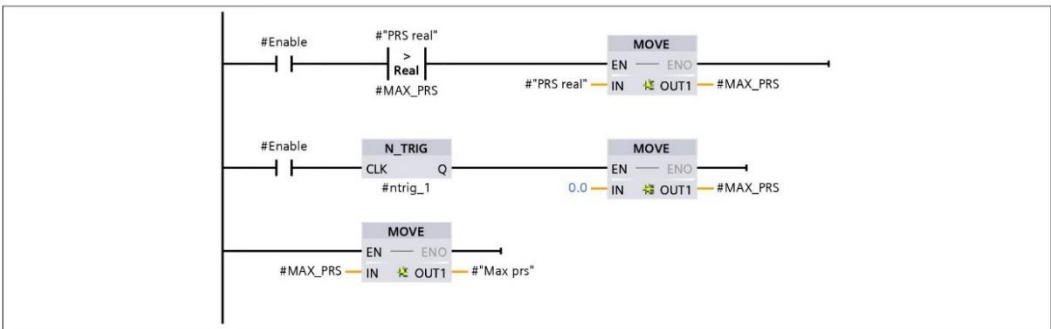 #Enable
#"PRS real"
>
Real
#MAX_PRS
MOVE
EN ENO
#"PRS real" IN OUT1 #MAX_PRS
#Enable
N_TRIG
CLK Q
#ntrig_1
MOVE
EN ENO
0.0 IN OUT1 #MAX_PRS
MOVE
EN ENO
#MAX_PRS IN OUT1 #"Max prs"